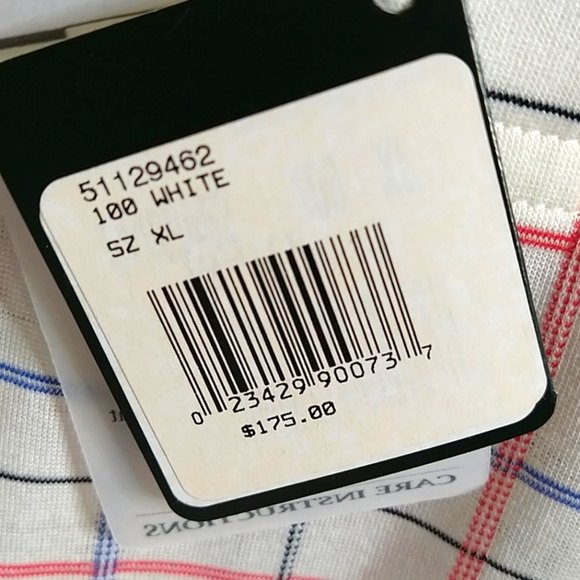 51129462
100 WHITE
SZ XL
0 23429 90073 7
$175.00
CARE INSTRUCTIONS